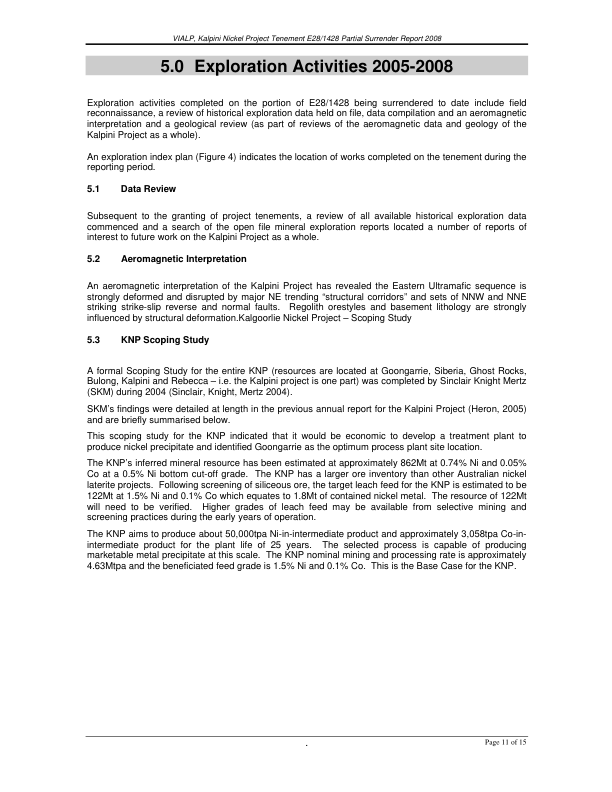 VIALP, Kalpini Nickel Project Tenement E28/1428 Partial Surrender Report 2008
5.0 Exploration Activities 2005-2008
Exploration activities completed on the portion of E28/1428 being surrendered to date include field
reconnaissance, a review of historical exploration data held on file, data compilation and an aeromagnetic
interpretation and a geological review (as part of reviews of the aeromagnetic data and geology of the
Kalpini Project as a whole).
An exploration index plan (Figure 4) indicates the location of works completed on the tenement during the
reporting period.
5.1 Data Review
Subsequent to the granting of project tenements, a review of all available historical exploration data
commenced and a search of the open file mineral exploration reports located a number of reports of
interest to future work on the Kalpini Project as a whole.
5.2 Aeromagnetic Interpretation
An aeromagnetic interpretation of the Kalpini Project has revealed the Eastern Ultramafic sequence is
strongly deformed and disrupted by major NE trending “structural corridors” and sets of NNW and NNE
striking strike-slip reverse and normal faults. Regolith orestyles and basement lithology are strongly
influenced by structural deformation.Kalgoorlie Nickel Project – Scoping Study
5.3 KNP Scoping Study
A formal Scoping Study for the entire KNP (resources are located at Goongarrie, Siberia, Ghost Rocks,
Bulong, Kalpini and Rebecca – i.e. the Kalpini project is one part) was completed by Sinclair Knight Mertz
(SKM) during 2004 (Sinclair, Knight, Mertz 2004).
SKM’s findings were detailed at length in the previous annual report for the Kalpini Project (Heron, 2005)
and are briefly summarised below.
This scoping study for the KNP indicated that it would be economic to develop a treatment plant to
produce nickel precipitate and identified Goongarrie as the optimum process plant site location.
The KNP’s inferred mineral resource has been estimated at approximately 862Mt at 0.74% Ni and 0.05%
Co at a 0.5% Ni bottom cut-off grade. The KNP has a larger ore inventory than other Australian nickel
laterite projects. Following screening of siliceous ore, the target leach feed for the KNP is estimated to be
122Mt at 1.5% Ni and 0.1% Co which equates to 1.8Mt of contained nickel metal. The resource of 122Mt
will need to be verified. Higher grades of leach feed may be available from selective mining and
screening practices during the early years of operation.
The KNP aims to produce about 50,000tpa Ni-in-intermediate product and approximately 3,058tpa Co-in-
intermediate product for the plant life of 25 years. The selected process is capable of producing
marketable metal precipitate at this scale. The KNP nominal mining and processing rate is approximately
4.63Mtpa and the beneficiated feed grade is 1.5% Ni and 0.1% Co. This is the Base Case for the KNP.
.
Page 11 of 15